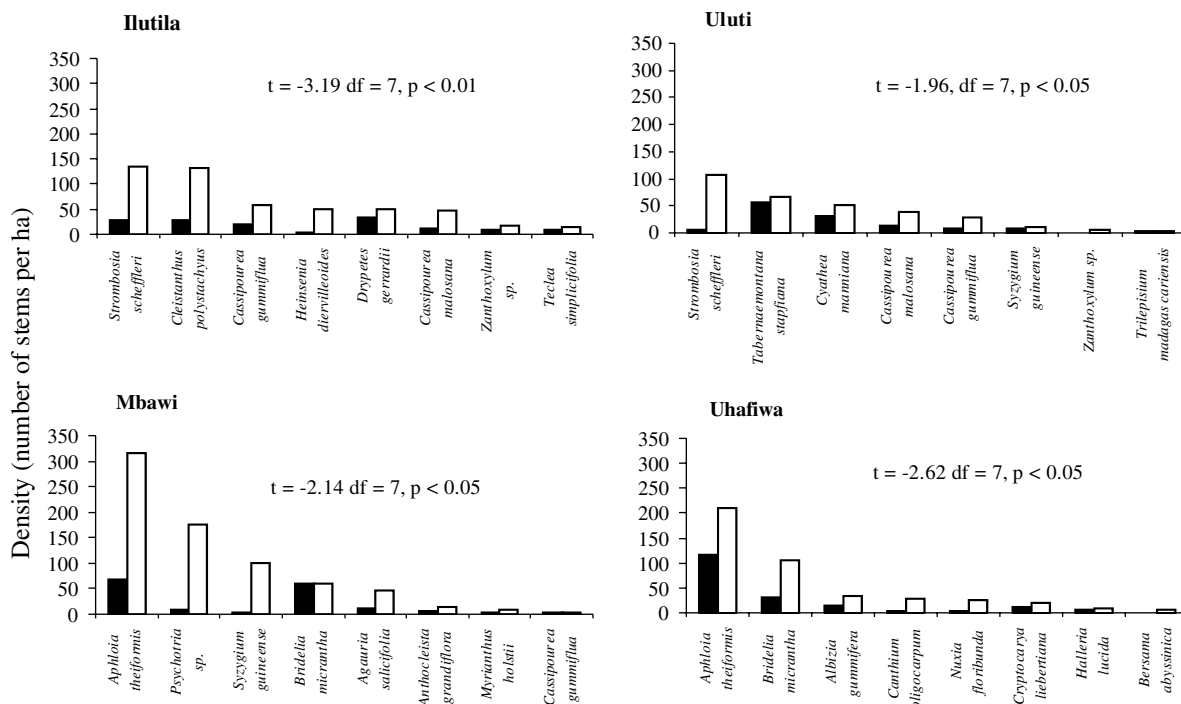 Density (number of stems per ha)
Ilutila
350
300
250
200
150
100
50
0
t = -3.19 df = 7, p < 0.01
Strombosia
scheffleri
Cleistanthus
polystachyus
Cassipourea
gummiflua
Heinsenia
diervilleoides
Drypetes
gerrardii
Cassipourea
malosana
Zanthoxylum
sp.
Teclea
simplicifolia
Uluti
350
300
250
200
150
100
50
0
t = -1.96, df = 7, p < 0.05
Strombosia
scheffleri
Tabernaemontana
stapfiana
Cyathea
manniana
Cassipourea
malosana
Cassipourea
gummiflua
Syzygium
guineense
Zanthoxylum sp.
Trilepisium
madagas cariensis
Mbawi
350
300
250
200
150
100
50
0
t = -2.14 df = 7, p < 0.05
Aphloia
theiformis
Psychotria
sp.
Syzygium
guineense
Bridelia
micrantha
Agauria
salicifolia
Anthocleista
grandiflora
Myrianthus
holstii
Cassipourea
gummiflua
Uhafiwa
350
300
250
200
150
100
50
0
t = -2.62 df = 7, p < 0.05
Aphloia
theiformis
Bridelia
micrantha
Albizia
gummifera
Canthium
oligocarpum
Nuxia
floribunda
Cryptocarya
liebertiana
Halleria
lucida
Bersama
abyssinica